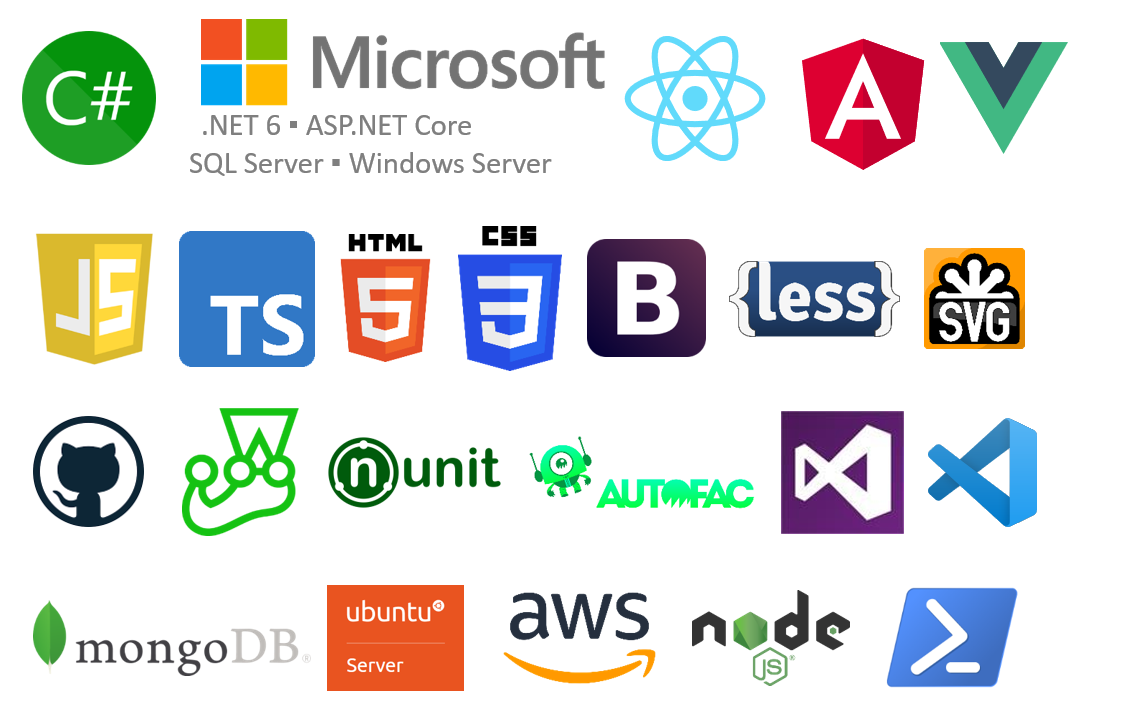 C#
Microsoft
.NET 6 ▪ ASP.NET Core
SQL Server ▪ Windows Server
A
JS
TS
HTML
5
CSS
3
B
{less}
SVG
nunit
AUTOFAC
mongoDB®
ubuntu
Server
aws
node
JS®
>_